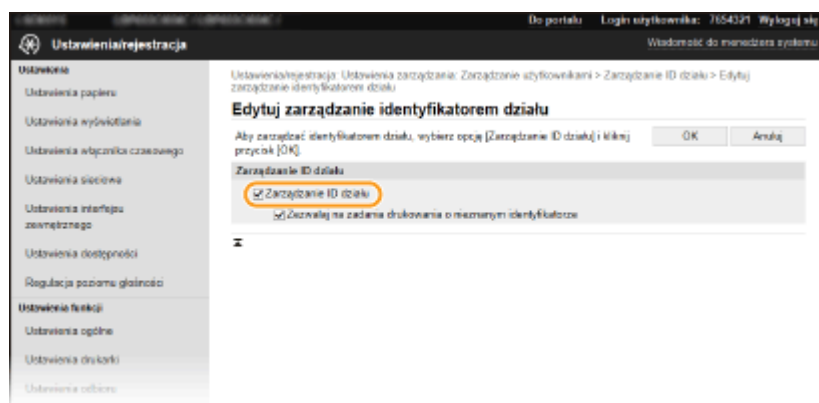 Do portalu Login użytkownika: 7654321 Wyloguj się
Ustawienia/rejestracja
Wiadomość do menedżera systemu
Ustawienia
Ustawienia papieru
Ustawienia wyświetlania
Ustawienia włącznika czasowego
Ustawienia sieciowe
Ustawienia interfejsu
zewnętrznego
Ustawienia dostępności
Regulacja poziomu głośności
Ustawienia funkcji
Ustawienia ogólne
Ustawienia drukarki
Ustawienia odbioru
Ustawienia/rejestracja: Ustawienia zarządzania: Zarządzanie użytkownikami > Zarządzanie ID działu > Edytuj
zarządzanie identyfikatorem działu
Edytuj zarządzanie identyfikatorem działu
Aby zarządzać identyfikatorem działu, wybierz opcję [Zarządzanie ID działu] i kliknij
przycisk [OK].
OK
Anuluj
Zarządzanie ID działu
Zarządzanie ID działu
Zezwalaj na zadania drukowania o nieznanym identyfikatorze